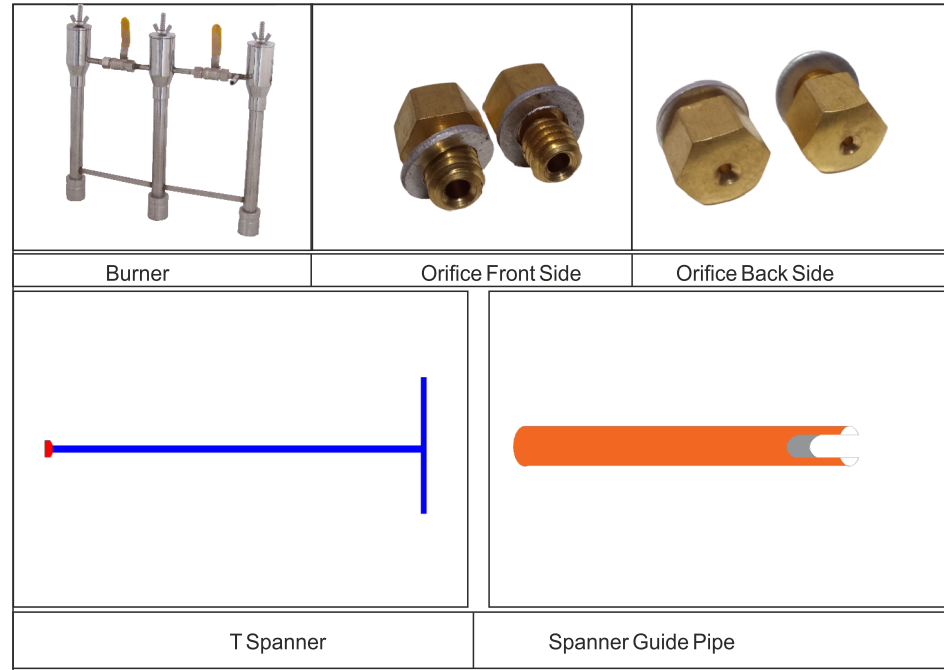 Burner
Orifice Front Side
Orifice Back Side
T Spanner
Spanner Guide Pipe